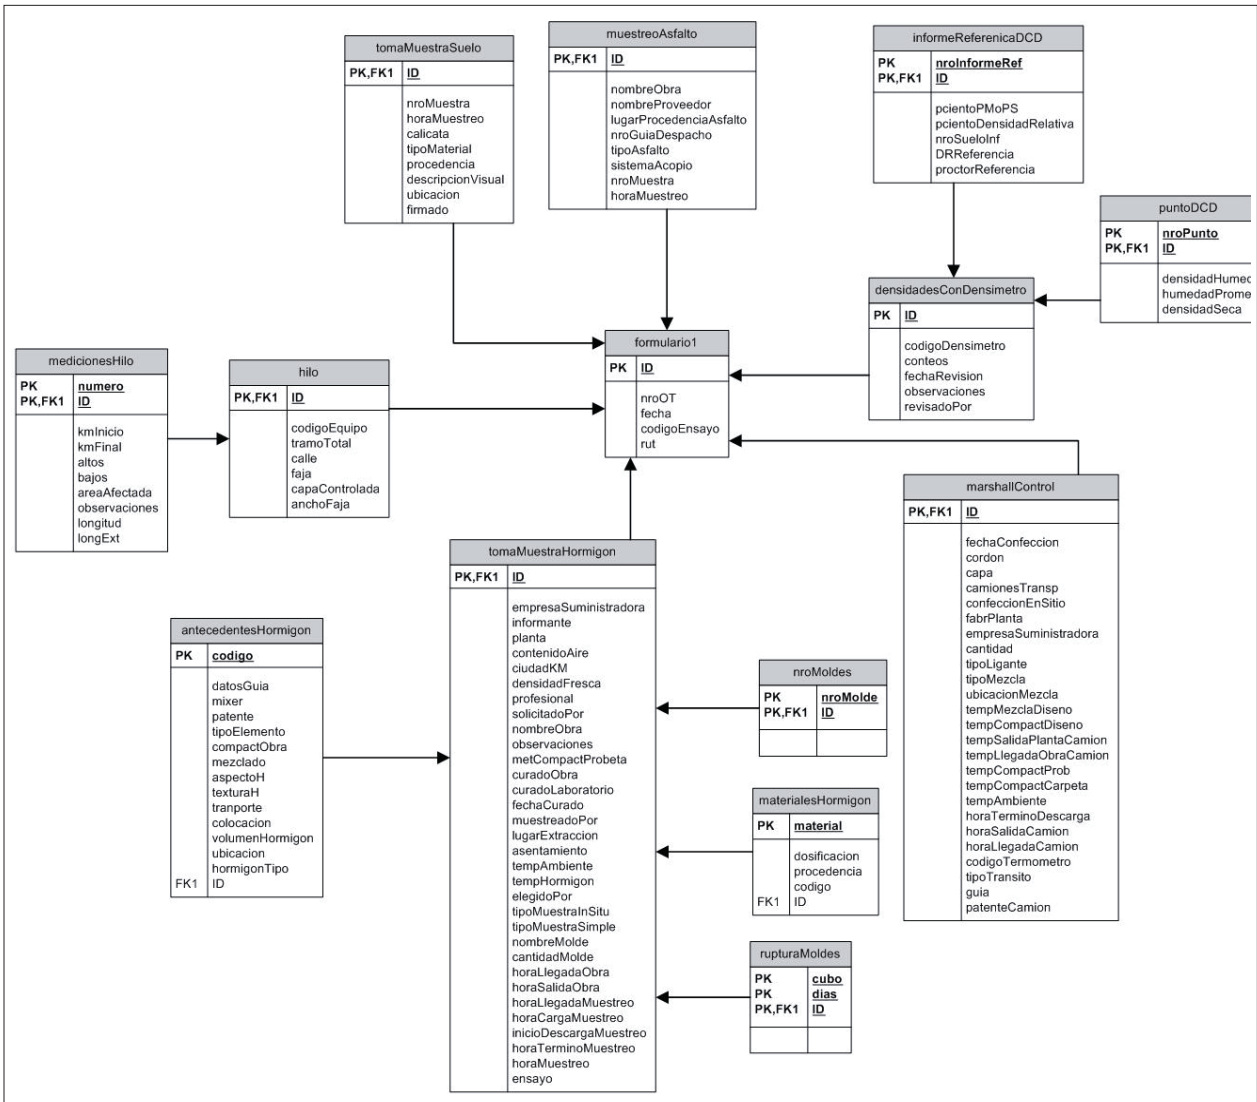 tomaMuestraSuelo
PK,FK1 ID
nroMuestra
horaMuestreo
calicata
tipoMaterial
procedencia
descripcionVisual
ubicacion
firmado
muestreoAsfalto
PK,FK1 ID
nombreObra
nombreProveedor
lugarProcedenciaAsfalto
nroGuiaDespacho
tipoAsfalto
sistemaAcopio
nroMuestra
horaMuestreo
informeReferenicaDCD
PK nroInformeRef
PK,FK1 ID
pcientoPMoPS
pcientoDensidadRelativa
nroSueloInf
DRReferencia
proctorReferencia
puntoDCD
PK nroPunto
PK,FK1 ID
densidadHumec
humedadProme
densidadSeca
densidadesConDensimetro
PK ID
codigoDensimetro
conteos
fechaRevision
observaciones
revisadoPor
formulario1
PK ID
nroOT
fecha
codigoEnsayo
rut
medicionesHilo
PK numero
PK,FK1 ID
kmInicio
kmFinal
altos
bajos
areaAfectada
observaciones
longitud
longExt
hilo
PK,FK1 ID
codigoEquipo
tramoTotal
calle
faja
capaControlada
anchoFaja
marshallControl
PK,FK1 ID
fechaConfeccion
cordon
capa
camionesTransp
confeccionEnSitio
fabrPlanta
empresaSuministradora
cantidad
tipoLigante
tipoMezcla
ubicacionMezcla
tempMezclaDiseno
tempCompactDiseno
tempSalidaPlantaCamion
tempLlegadaObraCamion
tempCompactProb
tempCompactCarpeta
tempAmbiente
horaTerminoDescarga
horaSalidaCamion
horaLlegadaCamion
codigoTermometro
tipoTransito
guia
patenteCamion
tomaMuestraHormigon
PK,FK1 ID
empresaSuministradora
informante
planta
contenidoAire
ciudadKM
densidadFresca
profesional
solicitadoPor
nombreObra
observaciones
metCompactProbeta
curadoObra
curadoLaboratorio
fechaCurado
muestreadoPor
lugarExtraccion
asentamiento
tempAmbiente
tempHormigon
elegidoPor
tipoMuestraInSitu
tipoMuestraSimple
nombreMolde
cantidadMolde
horaLlegadaObra
horaSalidaObra
horaLlegadaMuestreo
horaCargaMuestreo
inicioDescargaMuestreo
horaTerminoMuestreo
horaMuestreo
ensayo
antecedentesHormigon
PK codigo
datosGuia
mixer
patente
tipoElemento
compactObra
mezclado
aspectoH
texturaH
tranporte
colocacion
volumenHormigon
ubicacion
hormigonTipo
FK1 ID
nroMoldes
PK nroMolde
PK,FK1 ID
materialesHormigon
PK material
dosificacion
procedencia
codigo
FK1 ID
rupturaMoldes
PK cubo
PK dias
PK,FK1 ID